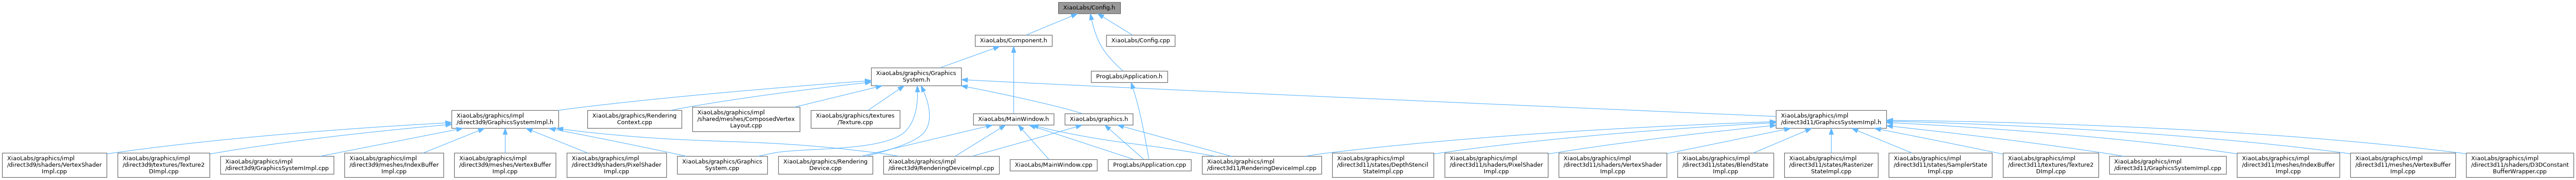 XiaoLabs/Config.h
XiaoLabs/Component.h
XiaoLabs/Config.cpp
XiaoLabs/graphics/Graphics
System.h
ProgLabs/Application.h
XiaoLabs/graphics/impl
/direct3d9/GraphicsSystemImpl.h
XiaoLabs/graphics/Rendering
Context.cpp
XiaoLabs/graphics/impl
/shared/meshes/ComposedVertex
Layout.cpp
XiaoLabs/graphics/textures
/Texture.cpp
XiaoLabs/MainWindow.h
XiaoLabs/graphics.h
XiaoLabs/graphics/impl
/direct3d11/GraphicsSystemImpl.h
XiaoLabs/graphics/impl
/direct3d9/shaders/VertexShader
Impl.cpp
XiaoLabs/graphics/impl
/direct3d9/textures/Texture2
DImpl.cpp
XiaoLabs/graphics/impl
/direct3d9/GraphicsSystemImpl.cpp
XiaoLabs/graphics/impl
/direct3d9/meshes/IndexBuffer
Impl.cpp
XiaoLabs/graphics/impl
/direct3d9/meshes/VertexBuffer
Impl.cpp
XiaoLabs/graphics/impl
/direct3d9/shaders/PixelShader
Impl.cpp
XiaoLabs/graphics/Graphics
System.cpp
XiaoLabs/graphics/Rendering
Device.cpp
XiaoLabs/graphics/impl
/direct3d9/RenderingDeviceImpl.cpp
XiaoLabs/MainWindow.cpp
ProgLabs/Application.cpp
XiaoLabs/graphics/impl
/direct3d11/RenderingDeviceImpl.cpp
XiaoLabs/graphics/impl
/direct3d11/states/DepthStencil
StateImpl.cpp
XiaoLabs/graphics/impl
/direct3d11/shaders/PixelShader
Impl.cpp
XiaoLabs/graphics/impl
/direct3d11/shaders/VertexShader
Impl.cpp
XiaoLabs/graphics/impl
/direct3d11/states/BlendState
Impl.cpp
XiaoLabs/graphics/impl
/direct3d11/states/Rasterizer
StateImpl.cpp
XiaoLabs/graphics/impl
/direct3d11/states/SamplerState
Impl.cpp
XiaoLabs/graphics/impl
/direct3d11/textures/Texture2
DImpl.cpp
XiaoLabs/graphics/impl
/direct3d11/GraphicsSystemImpl.cpp
XiaoLabs/graphics/impl
/direct3d11/meshes/IndexBuffer
Impl.cpp
XiaoLabs/graphics/impl
/direct3d11/meshes/VertexBuffer
Impl.cpp
XiaoLabs/graphics/impl
/direct3d11/shaders/D3DConstant
BufferWrapper.cpp